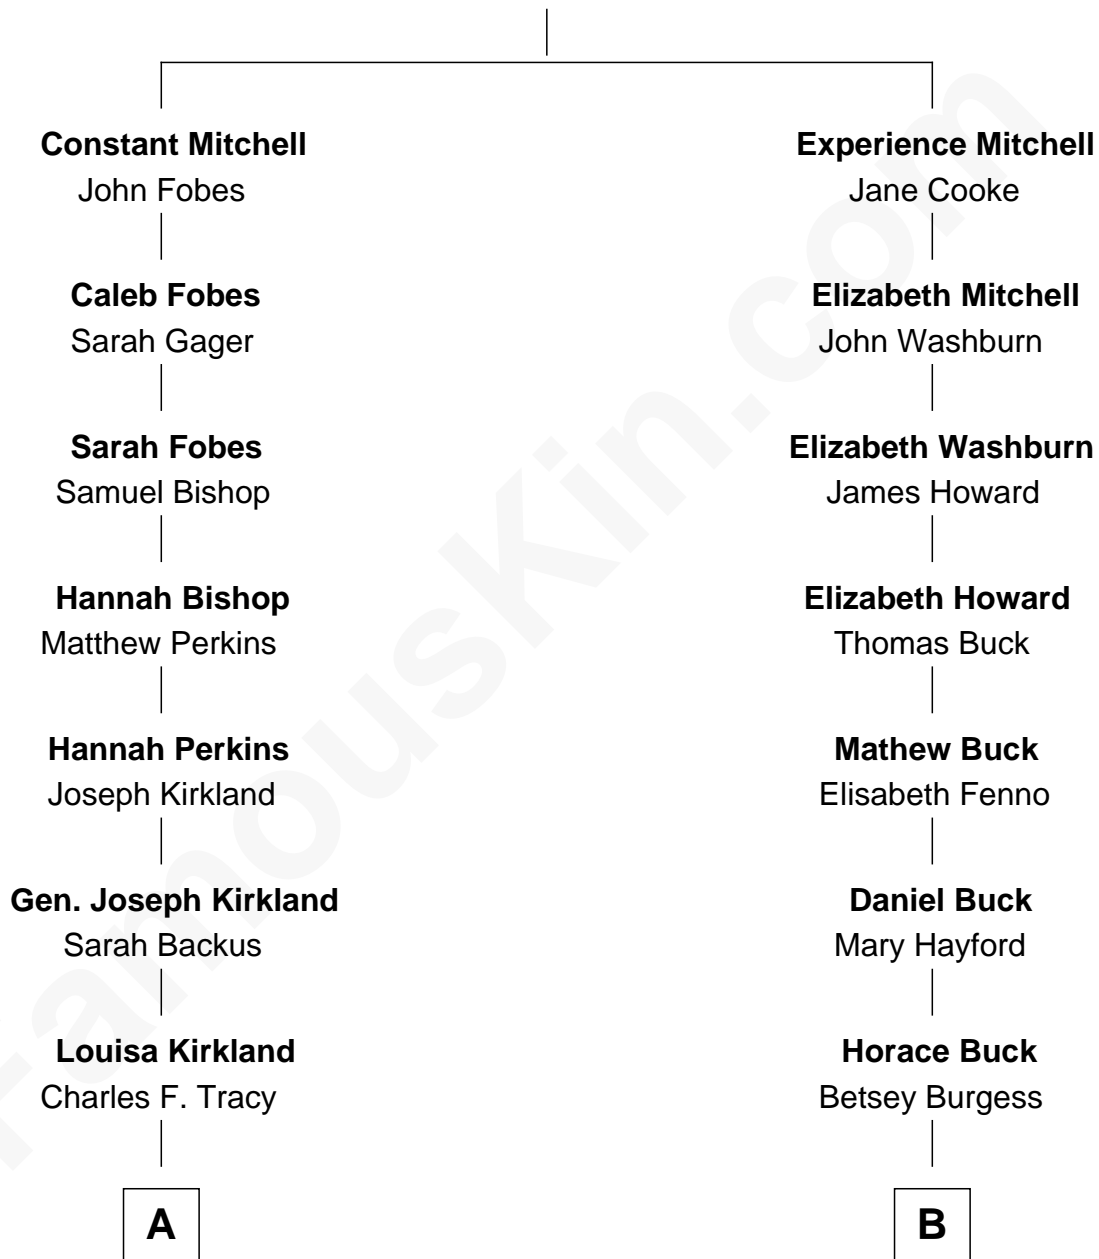 Constant Mitchell
John Fobes
Caleb Fobes
Sarah Gager
Sarah Fobes
Samuel Bishop
Hannah Bishop
Matthew Perkins
Hannah Perkins
Joseph Kirkland
Gen. Joseph Kirkland
Sarah Backus
Louisa Kirkland
Charles F. Tracy
A
Experience Mitchell
Jane Cooke
Elizabeth Mitchell
John Washburn
Elizabeth Washburn
James Howard
Elizabeth Howard
Thomas Buck
Mathew Buck
Elisabeth Fenno
Daniel Buck
Mary Hayford
Horace Buck
Betsey Burgess
B
FamousKin.com